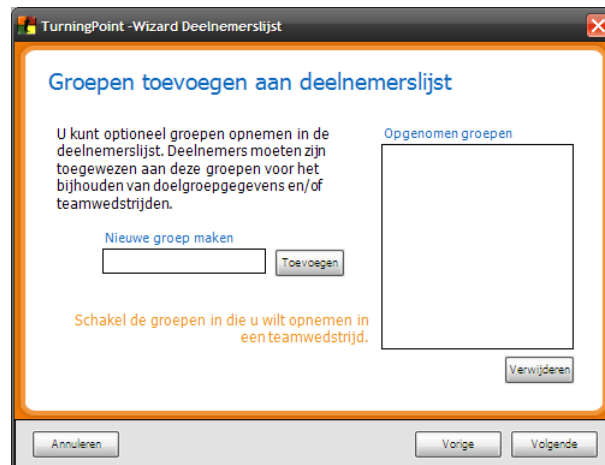 TurningPoint -Wizard Deelnemerslijst
Groepen toevoegen aan deelnemerslijst
U kunt optioneel groepen opnemen in de
deelnemerslijst. Deelnemers moeten zijn
toegewezen aan deze groepen voor het
bijhouden van doelgroepgegevens en/of
teamwedstrijden.
Opgenomen groepen
Nieuwe groep maken
Toevoegen
Schakel de groepen in die u wilt opnemen in
een teamwedstrijd.
Verwijderen
Annuleren
Vorige
Volgende